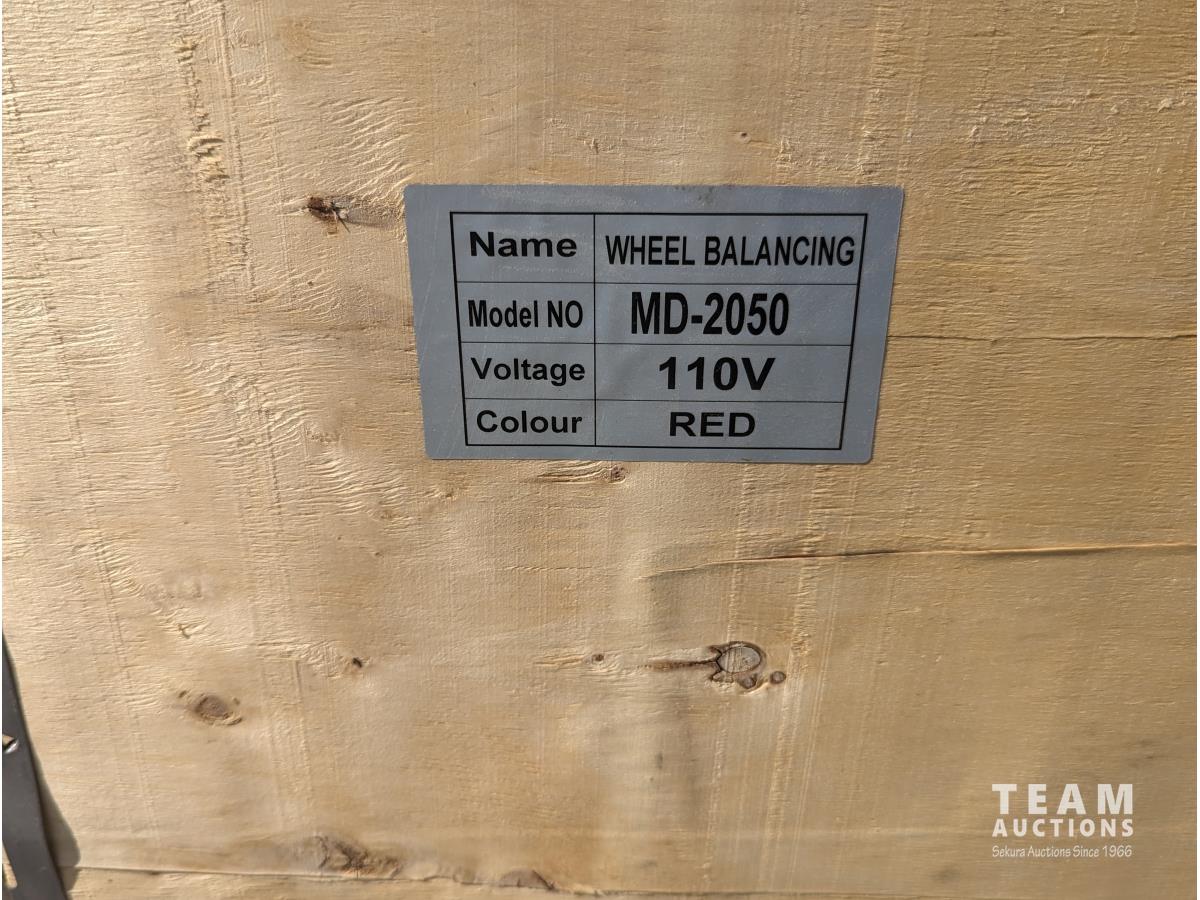 Name WHEEL BALANCING
Model NO MD-2050
Voltage 110V
Colour RED
TEAM
AUCTIONS
Sekura Auctions Since 1966